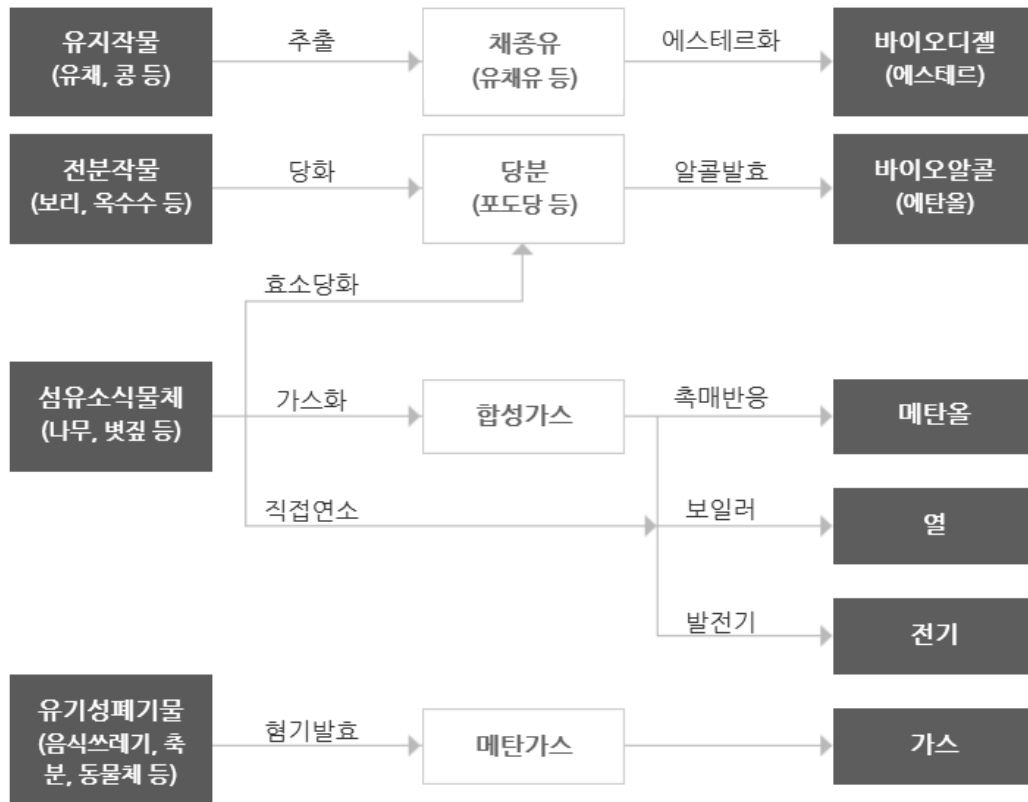 유지작물
(유채, 콩 등)
추출
채종유
(유채유 등)
에스테르화
바이오디젤
(에스테르)
전분작물
(보리, 옥수수 등)
당화
당분
(포도당 등)
알콜발효
바이오알콜
(에탄올)
효소당화
섬유소식물체
(나무, 볏짚 등)
가스화
합성가스
촉매반응
메탄올
직접연소
보일러
열
발전기
전기
유기성폐기물
(음식쓰레기, 축
분, 동물체 등)
혐기발효
메탄가스
가스